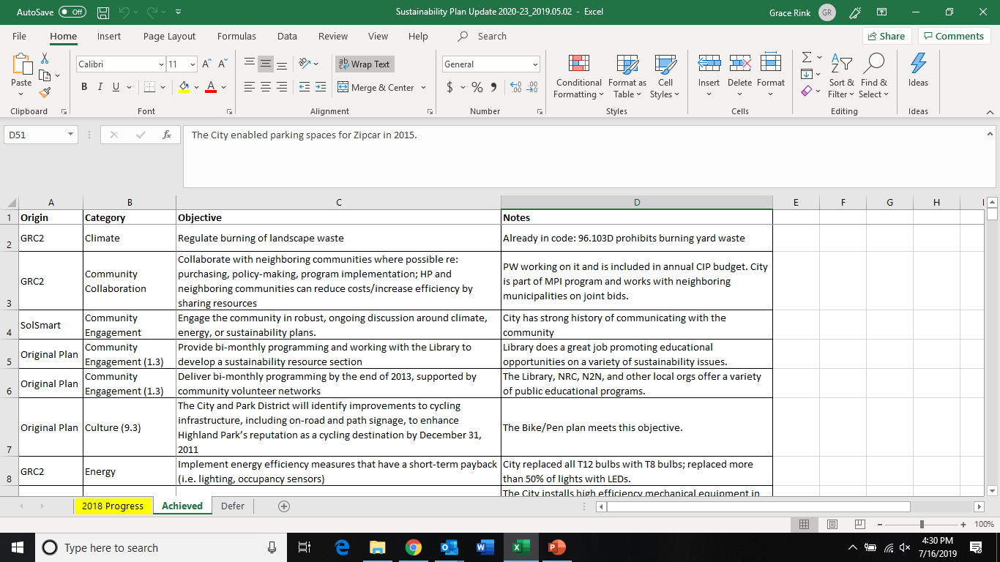 AutoSave Off
Sustainability Plan Update 2020-23_2019.05.02 - Excel
Grace Rink GR
File Home Insert Page Layout Formulas Data Review View Help Search Share Comments
Paste
Calibri 11
Wrap Text
General
B I U A
Merge & Center
$ % ,
Conditional Formatting
Format as Table
Cell Styles
Insert Delete Format
Sort & Filter
Find & Select
Ideas
Clipboard Font Alignment Number Styles Cells Editing Ideas
D51 fx The City enabled parking spaces for Zipcar in 2015.
A B C D E F G H I
1 Origin Category Objective Notes
2 GRC2 Climate Regulate burning of landscape waste Already in code: 96.103D prohibits burning yard waste
3 GRC2
Community
Collaboration
Collaborate with neighboring communities where possible re:
purchasing, policy-making, program implementation; HP and
neighboring communities can reduce costs/increase efficiency by
sharing resources
PW working on it and is included in annual CIP budget. City
is part of MPI program and works with neighboring
municipalities on joint bids.
4 SolSmart
Community
Engagement
Engage the community in robust, ongoing discussion around climate,
energy, or sustainability plans.
City has strong history of communicating with the
community
5 Original Plan
Community
Engagement (1.3)
Provide bi-monthly programming and working with the Library to
develop a sustainability resource section
Library does a great job promoting educational
opportunities on a variety of sustainability issues.
6 Original Plan
Community
Engagement (1.3)
Deliver bi-monthly programming by the end of 2013, supported by
community volunteer networks
The Library, NRC, N2N, and other local orgs offer a variety
of public educational programs.
7 Original Plan Culture (9.3)
The City and Park District will identify improvements to cycling
infrastructure, including on-road and path signage, to enhance
Highland Park’s reputation as a cycling destination by December 31,
2011
The Bike/Pen plan meets this objective.
8 GRC2 Energy
Implement energy efficiency measures that have a short-term payback
(i.e. lighting, occupancy sensors)
City replaced all T12 bulbs with T8 bulbs; replaced more
than 50% of lights with LEDs.
The City installs high efficiency mechanical equipment in
2018 Progress Achieved Defer
100%
Type here to search
4:30 PM
7/16/2019